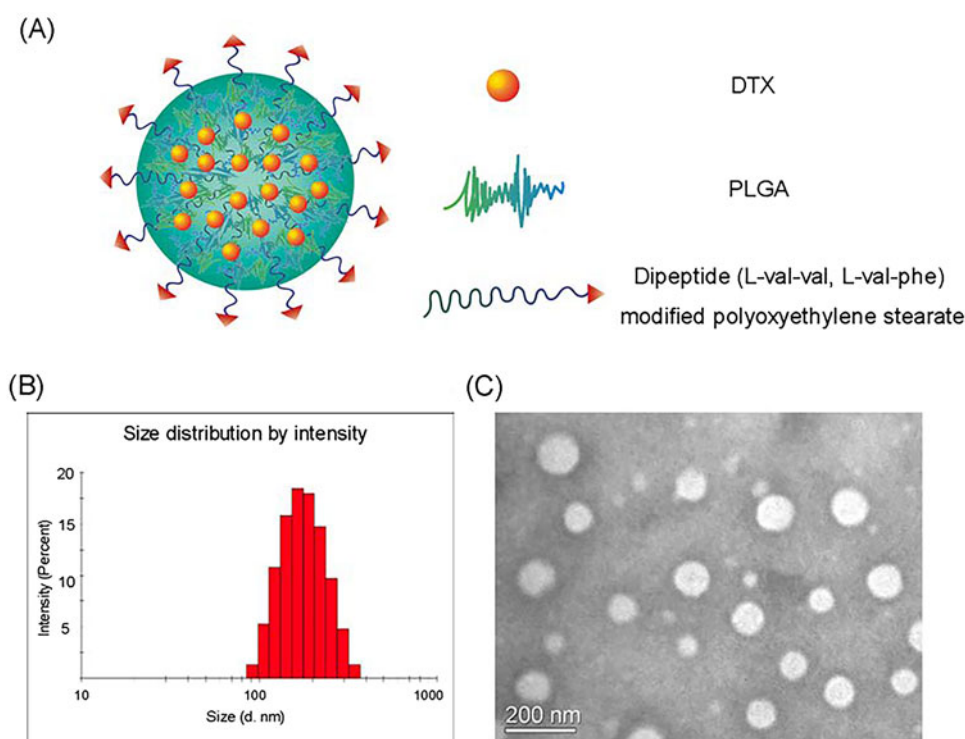 (A)
DTX
PLGA
Dipeptide (L-val-val, L-val-phe)
modified polyoxyethylene stearate
(B)
Size distribution by intensity
20
15
10
5
Intensity (Percent)
10
100
1000
Size (d. nm)
(C)
200 nm